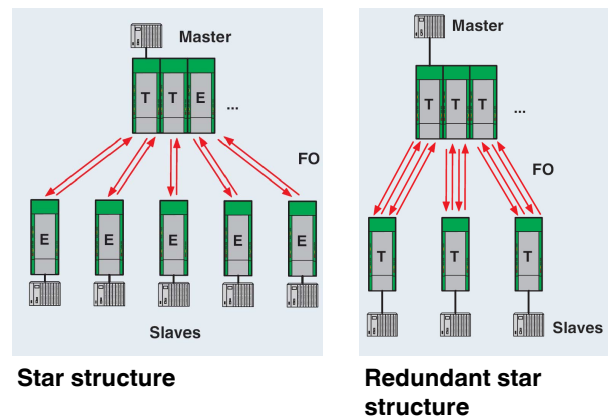 Master
T T E
...
FO
E E E E E
Slaves
Star structure
Master
T T T
...
FO
T T T
Slaves
Redundant star
structure